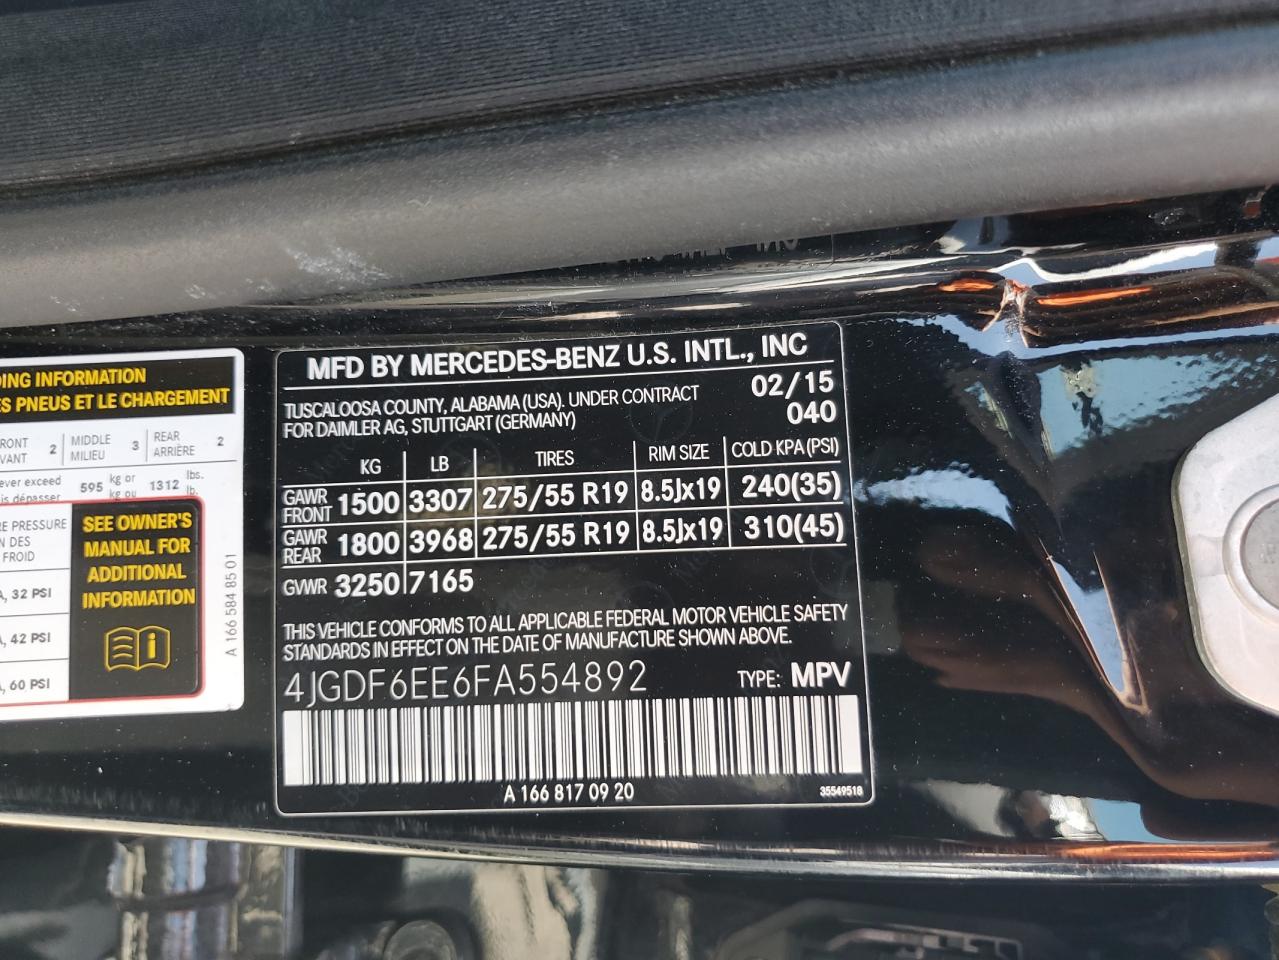 DING INFORMATION
ES PNEUS ET LE CHARGEMENT
FRONT
AVANT 2
MIDDLE
MILIEU 3
REAR
ARRIÈRE 2
never exceed
is dépasser 595 kg or
kg ou 1312 lbs.
lb.
RE PRESSURE
N DES
FROID
32 PSI
42 PSI
60 PSI
SEE OWNER'S
MANUAL FOR
ADDITIONAL
INFORMATION
A 166 584 85 01
MFD BY MERCEDES-BENZ U.S. INTL., INC
TUSCALOOSA COUNTY, ALABAMA (USA). UNDER CONTRACT
FOR DAIMLER AG, STUTTGART (GERMANY)
02/15
040
KG LB TIRES RIM SIZE COLD KPA(PSI)
GAWR
FRONT 1500 3307 275/55 R19 8.5Jx19 240(35)
GAWR
REAR 1800 3968 275/55 R19 8.5Jx19 310(45)
GVWR 3250 7165
THIS VEHICLE CONFORMS TO ALL APPLICABLE FEDERAL MOTOR VEHICLE SAFETY
STANDARDS IN EFFECT ON THE DATE OF MANUFACTURE SHOWN ABOVE.
4JGDF6EE6FA554892 TYPE: MPV
A 166 817 09 20
35549518